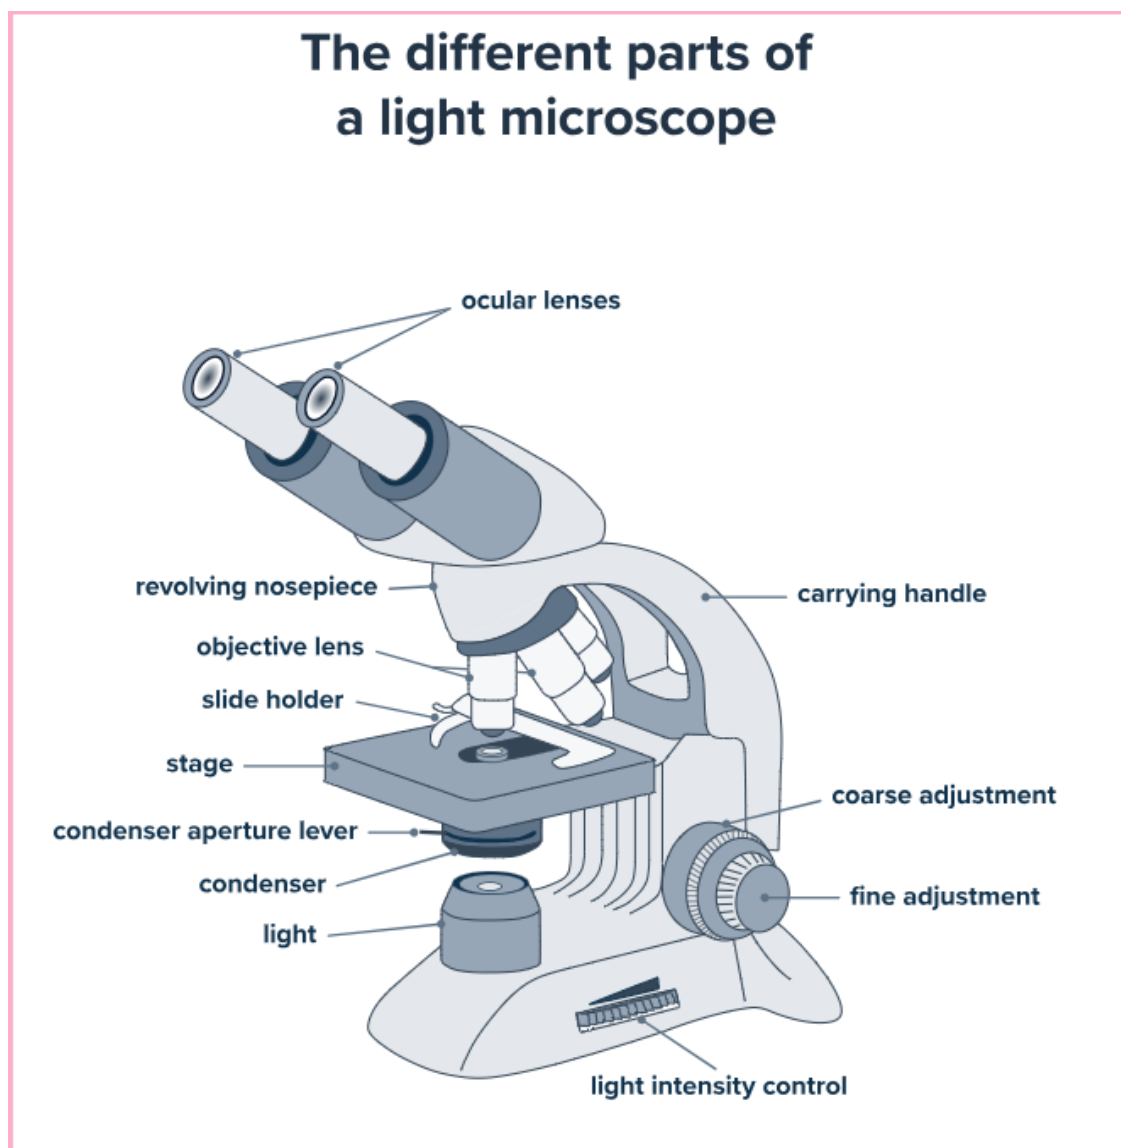 The different parts of
a light microscope
ocular lenses
revolving nosepiece
carrying handle
objective lens
slide holder
stage
coarse adjustment
condenser aperture lever
condenser
fine adjustment
light
light intensity control